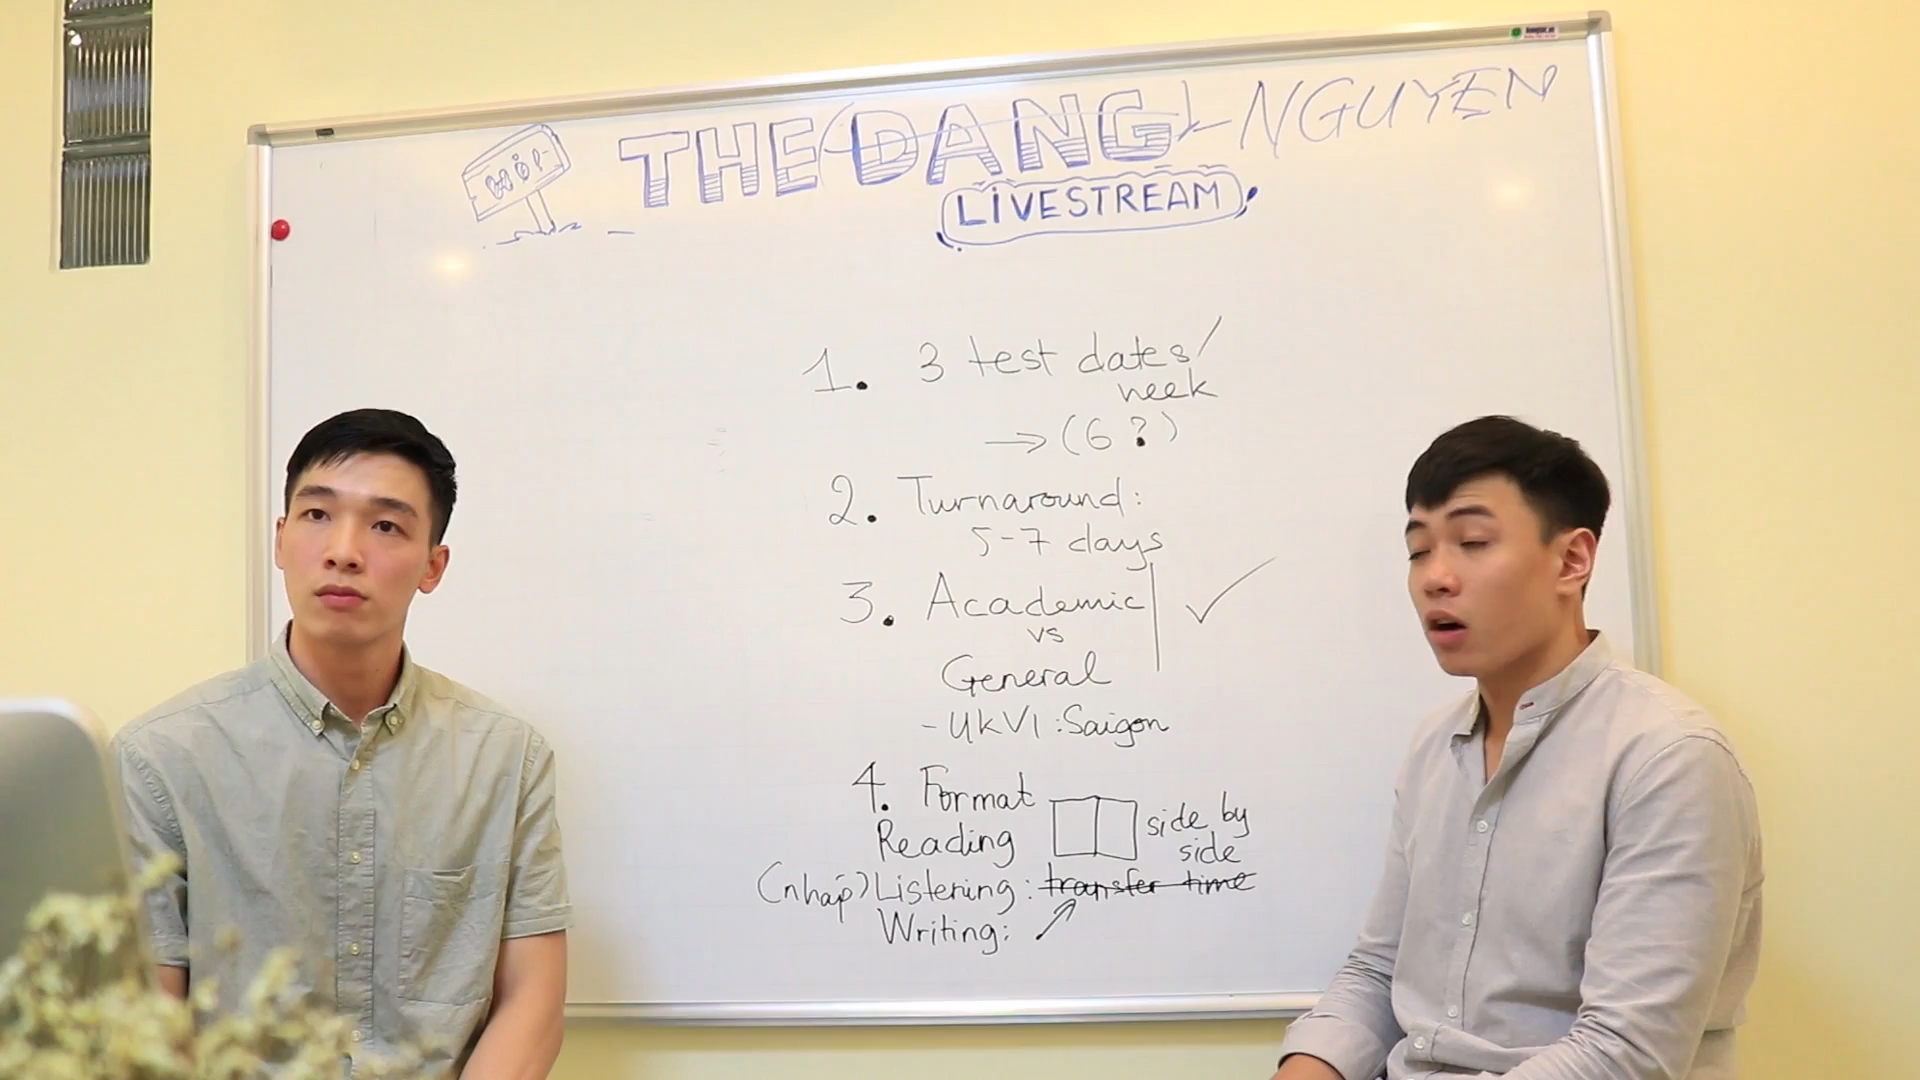 THE DANG - NGUYEN
LIVESTREAM
1. 3 test dates/
week
→ (6?)
2. Turnaround:
5-7 days
3. Academic ✓
vs
General
- UKVI : Saigon
4. Format
Reading side by
side
(nháp) Listening : transfer time
Writing: ↗